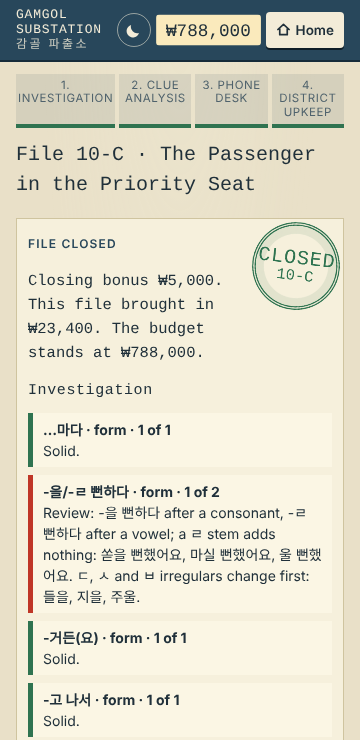 GAMGOL
SUBSTATION
감골 파출소
₩788,000
Home
1.
INVESTIGATION
2. CLUE
ANALYSIS
3. PHONE
DESK
4.
DISTRICT
UPKEEP
File 10-C · The Passenger
in the Priority Seat
FILE CLOSED
CLOSED
10-C
Closing bonus ₩5,000.
This file brought in
₩23,400. The budget
stands at ₩788,000.
Investigation
…마다 · form · 1 of 1
Solid.
-을/-ㄹ 뻔하다 · form · 1 of 2
Review: -을 뻔하다 after a consonant, -ㄹ
뻔하다 after a vowel; a ㄹ stem adds
nothing: 쏟을 뻔했어요, 마실 뻔했어요, 울 뻔했
어요. ㄷ, ㅅ and ㅂ irregulars change first:
들을, 지을, 주울.
-거든(요) · form · 1 of 1
Solid.
-고 나서 · form · 1 of 1
Solid.